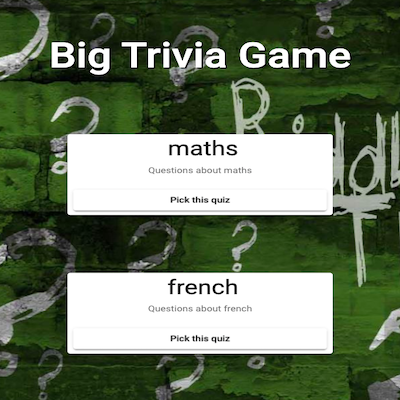 Big Trivia Game
maths
Questions about maths
Pick this quiz
french
Questions about french
Pick this quiz